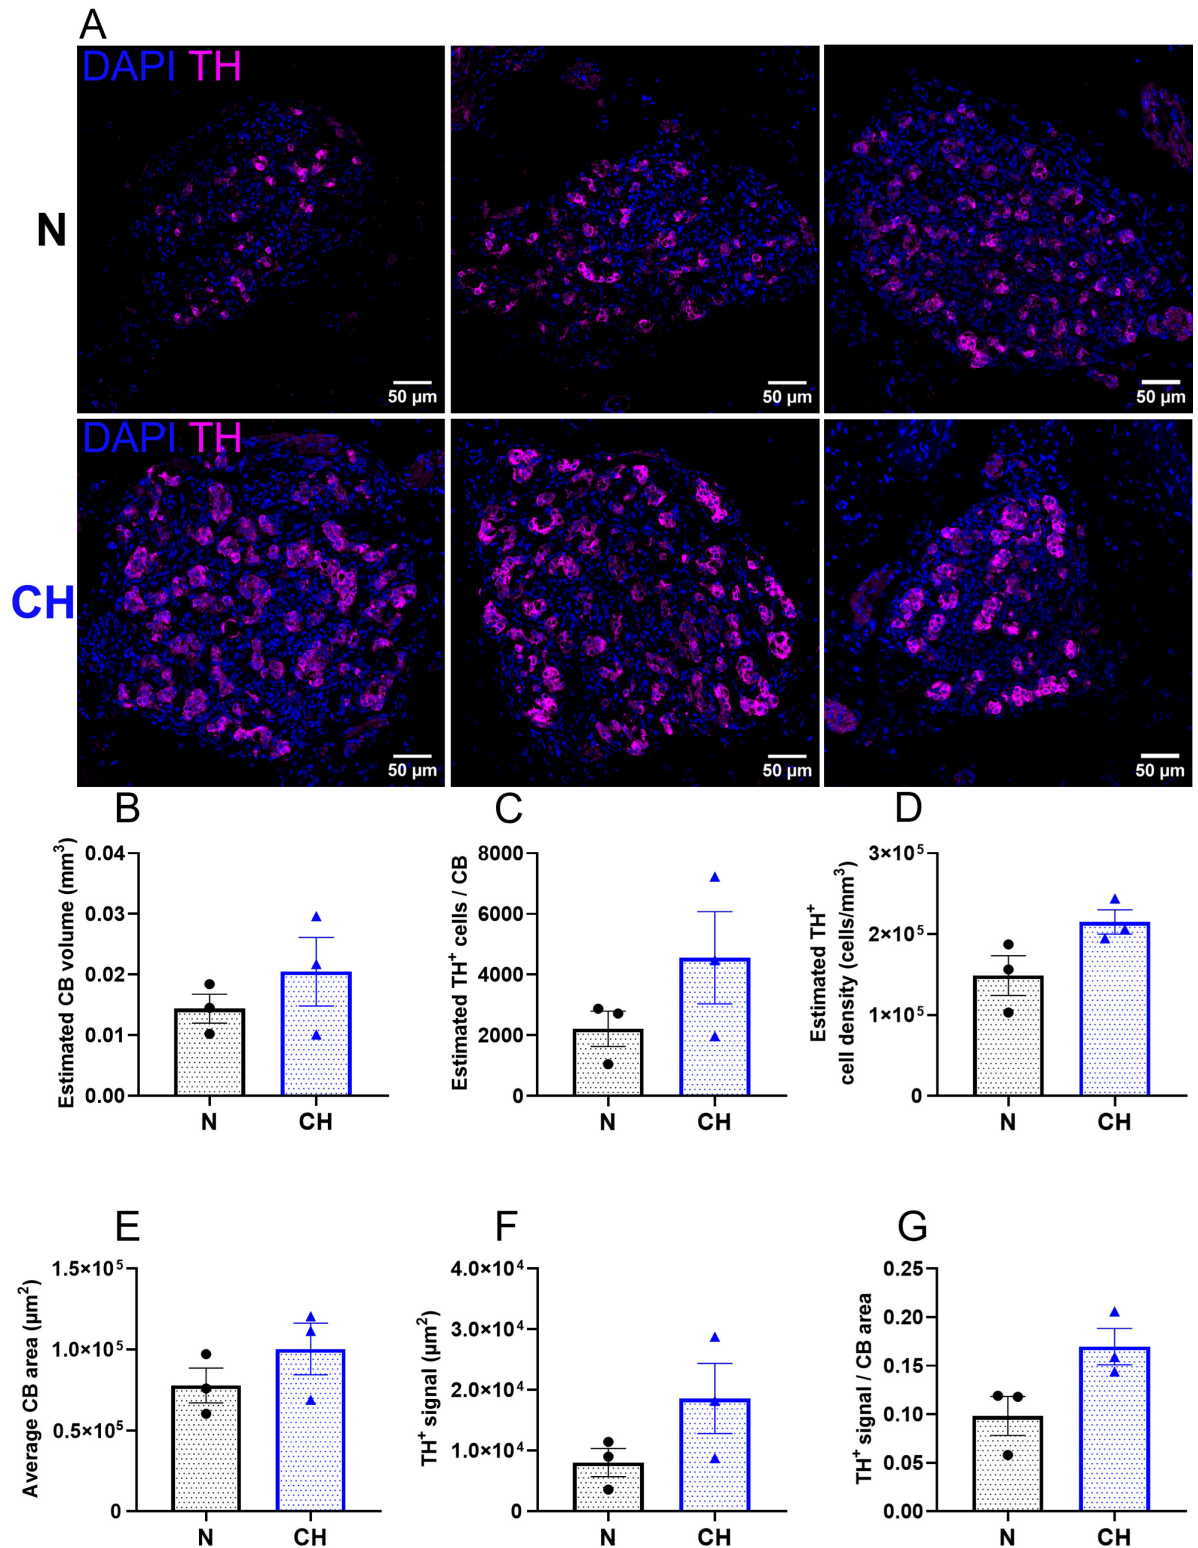 A
DAPI TH
N
50 µm
50 µm
50 µm
DAPI TH
CH
50 µm
50 µm
50 µm
B
Estimated CB volume (mm³)
0.04
0.03
0.02
0.01
0.00
N CH
C
Estimated TH⁺ cells / CB
8000
6000
4000
2000
0
N CH
D
Estimated TH⁺
cell density (cells/mm³)
3×10⁵
2×10⁵
1×10⁵
0
N CH
E
Average CB area (µm²)
1.5×10⁵
1.0×10⁵
0.5×10⁵
0
N CH
F
TH⁺ signal (µm²)
4.0×10⁴
3.0×10⁴
2.0×10⁴
1.0×10⁴
0
N CH
G
TH⁺ signal / CB area
0.25
0.20
0.15
0.10
0.05
0.00
N CH